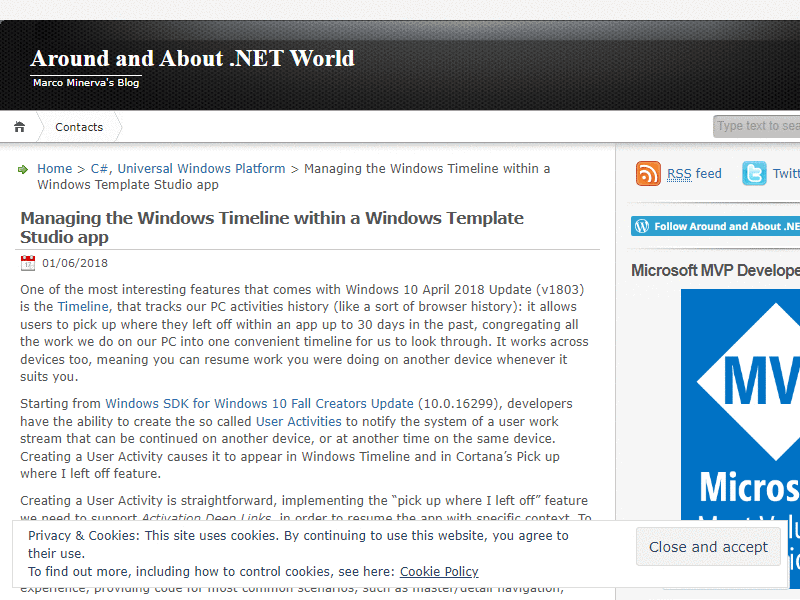 Around and About .NET World
Marco Minerva's Blog
Contacts
Type text to sea
Home > C#, Universal Windows Platform > Managing the Windows Timeline within a
Windows Template Studio app
RSS feed
Twitt
Managing the Windows Timeline within a Windows Template
Studio app
Follow Around and About .NE
01/06/2018
Microsoft MVP Develope
One of the most interesting features that comes with Windows 10 April 2018 Update (v1803)
is the Timeline, that tracks our PC activities history (like a sort of browser history): it allows
users to pick up where they left off within an app up to 30 days in the past, congregating all
the work we do on our PC into one convenient timeline for us to look through. It works across
devices too, meaning you can resume work you were doing on another device whenever it
suits you.
Starting from Windows SDK for Windows 10 Fall Creators Update (10.0.16299), developers
have the ability to create the so called User Activities to notify the system of a user work
stream that can be continued on another device, or at another time on the same device.
Creating a User Activity causes it to appear in Windows Timeline and in Cortana’s Pick up
where I left off feature.
Creating a User Activity is straightforward, implementing the “pick up where I left off” feature
we need to support Activation Deep Links, in order to resume the app with specific context. To
MV
Micros
Privacy & Cookies: This site uses cookies. By continuing to use this website, you agree to
their use.
To find out more, including how to control cookies, see here: Cookie Policy
Close and accept
experience, providing code for most common scenarios, such as master/detail navigation,